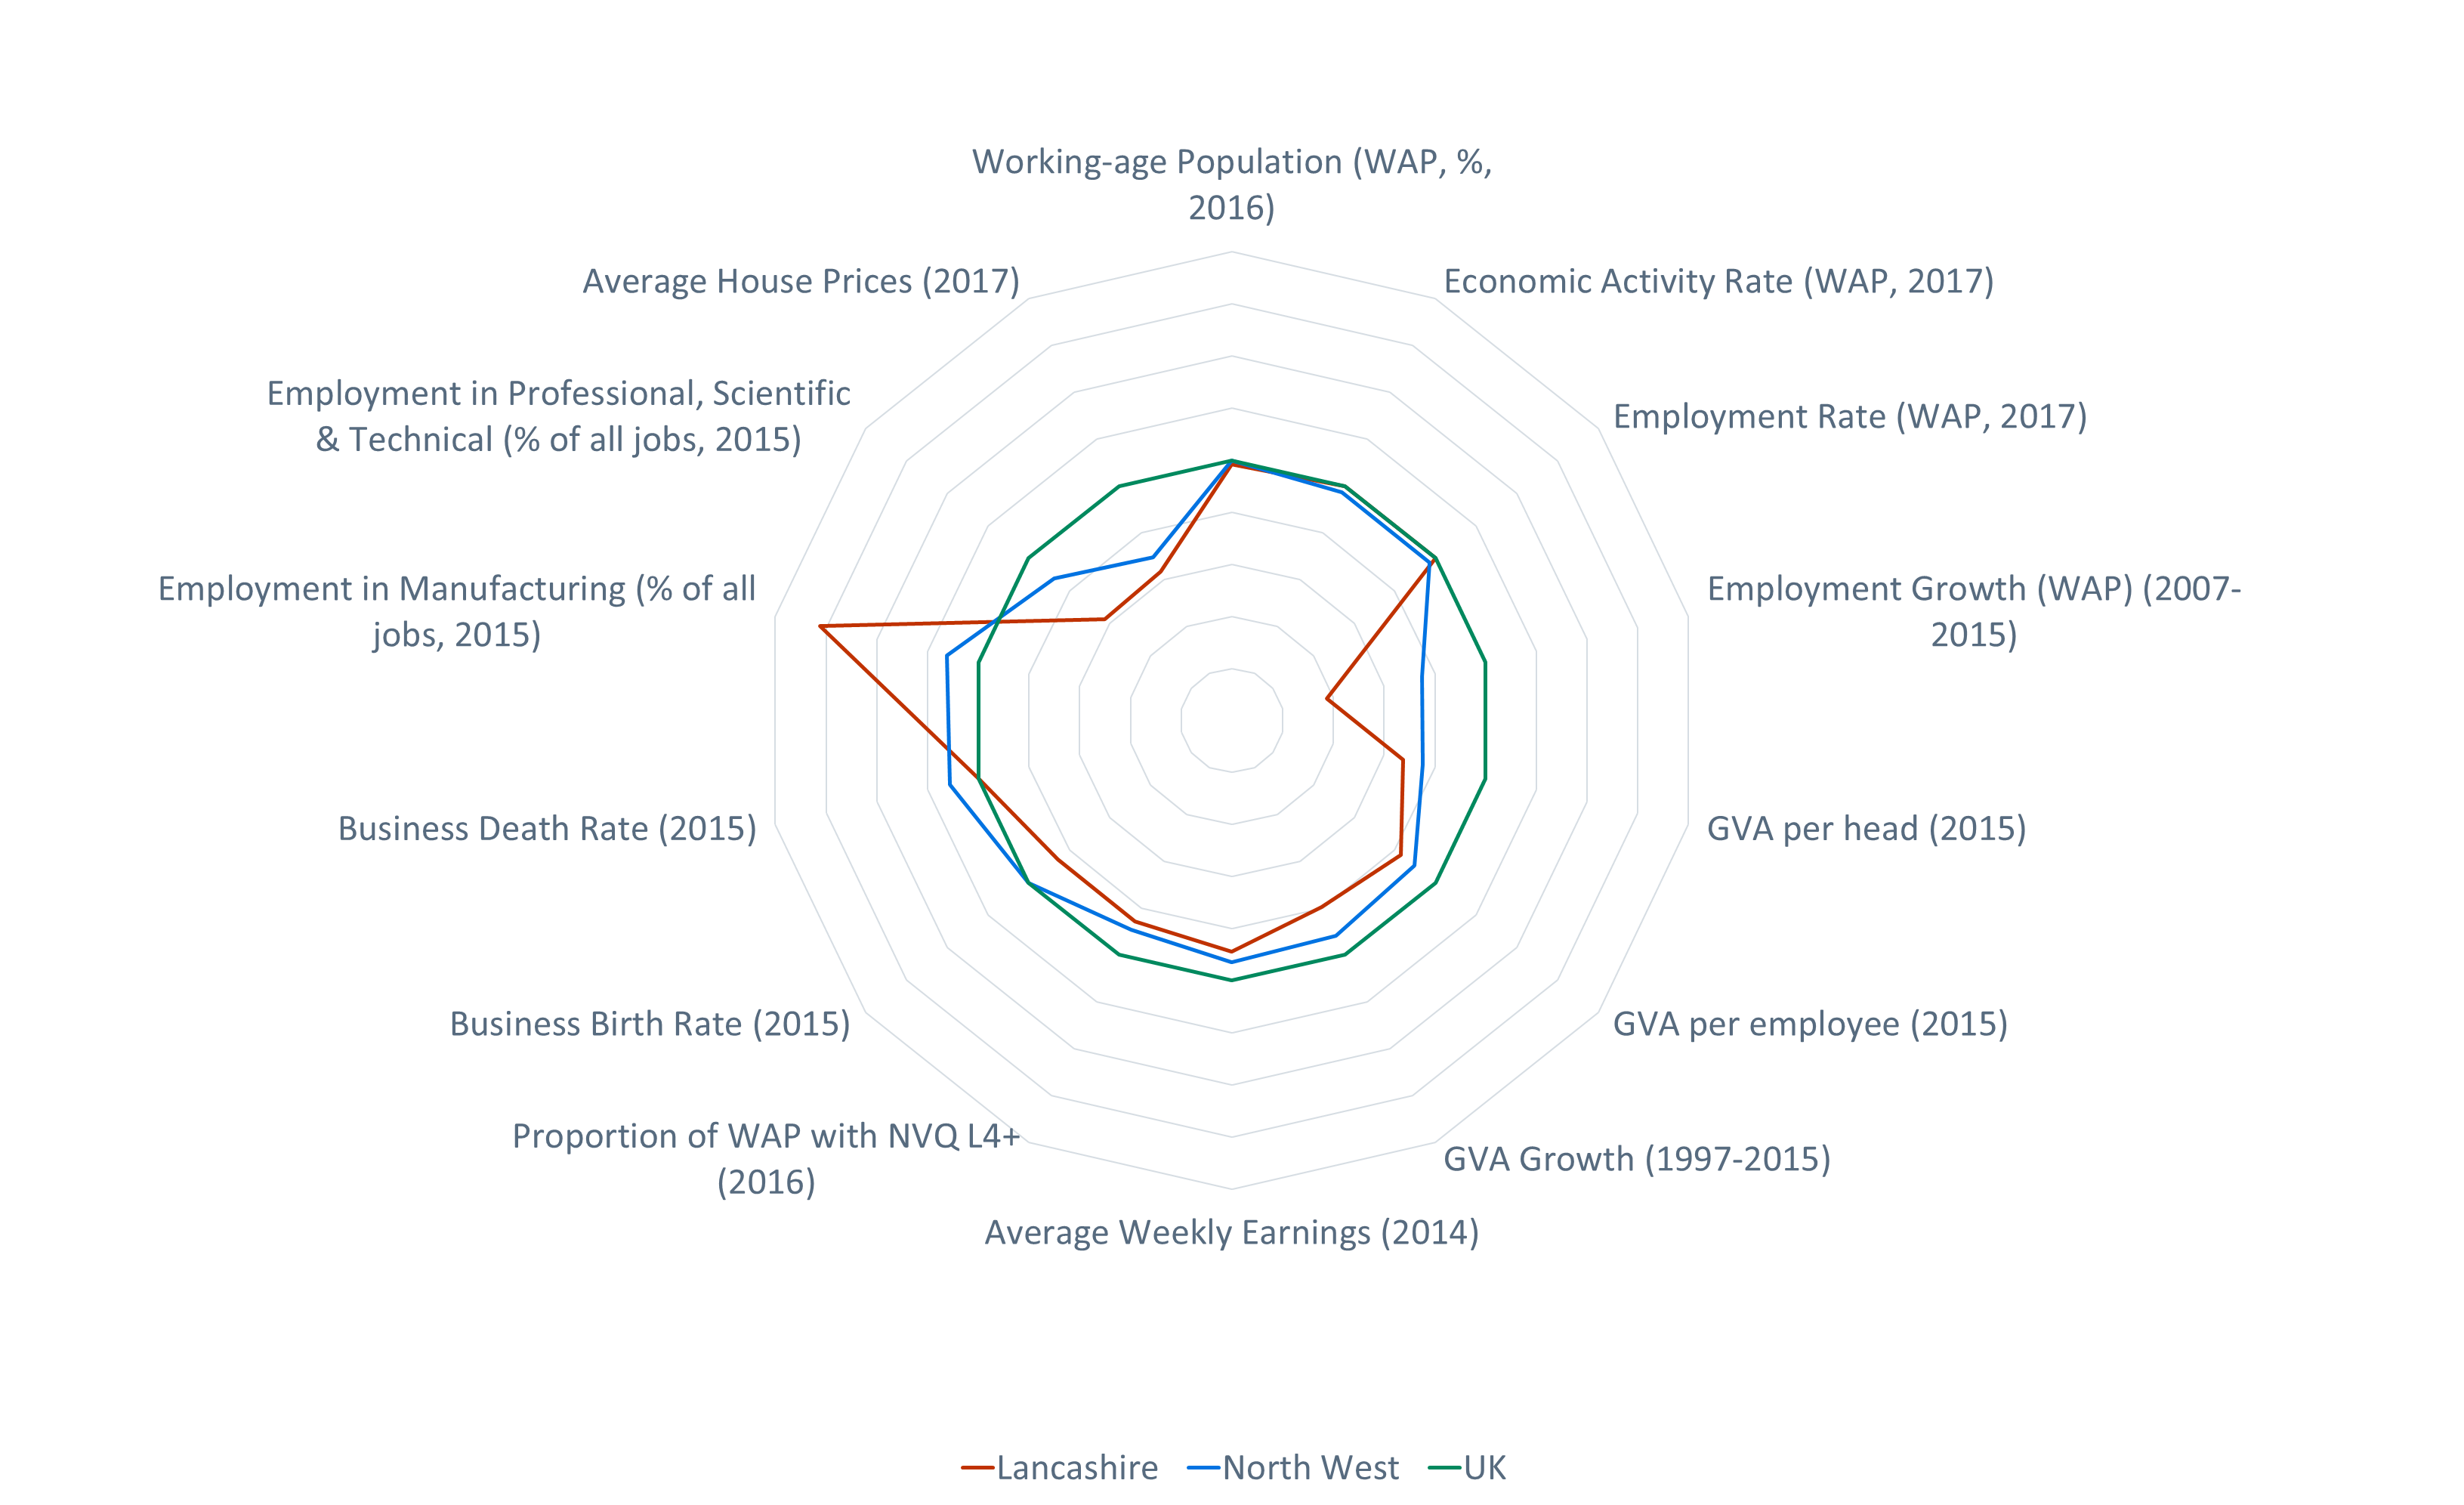 Working-age Population (WAP, %,
2016)
Average House Prices (2017)
Economic Activity Rate (WAP, 2017)
Employment in Professional, Scientific
& Technical (% of all jobs, 2015)
Employment Rate (WAP, 2017)
Employment in Manufacturing (% of all
jobs, 2015)
Employment Growth (WAP) (2007-
2015)
Business Death Rate (2015)
GVA per head (2015)
Business Birth Rate (2015)
GVA per employee (2015)
Proportion of WAP with NVQ L4+
(2016)
GVA Growth (1997-2015)
Average Weekly Earnings (2014)
Lancashire North West UK